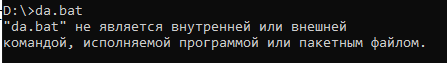 D:\>da.bat
"da.bat" не является внутренней или внешней
командой, исполняемой программой или пакетным файлом.